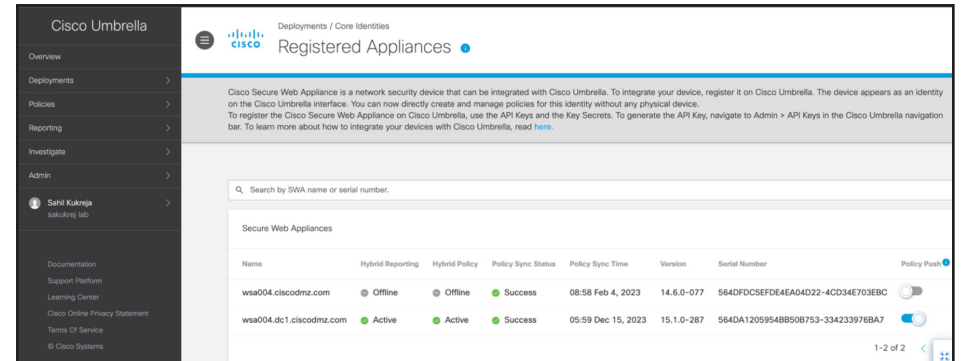 Cisco Umbrella
Overview
Deployments
Policies
Reporting
Investigate
Admin
Sahil Kukreja
sakukrej lab
Documentation
Support Platform
Learning Center
Cisco Online Privacy Statement
Terms Of Service
© Cisco Systems
CISCO
Deployments / Core Identities
Registered Appliances
Cisco Secure Web Appliance is a network security device that can be integrated with Cisco Umbrella. To integrate your device, register it on Cisco Umbrella. The device appears as an identity
on the Cisco Umbrella interface. You can now directly create and manage policies for this identity without any physical device.
To register the Cisco Secure Web Appliance on Cisco Umbrella, use the API Keys and the Key Secrets. To generate the API Key, navigate to Admin > API Keys in the Cisco Umbrella navigation
bar. To learn more about how to integrate your devices with Cisco Umbrella, read here.
Search by SWA name or serial number.
Secure Web Appliances
Name Hybrid Reporting Hybrid Policy Policy Sync Status Policy Sync Time Version Serial Number Policy Push
wsa004.ciscodmz.com Offline Offline Success 08:58 Feb 4, 2023 14.6.0-077 564DFDC5EFDE4EA04D22-4CD34E703EBC
wsa004.dc1.ciscodmz.com Active Active Success 05:59 Dec 15, 2023 15.1.0-287 564DA1205954BB50B753-334233976BA7
1-2 of 2